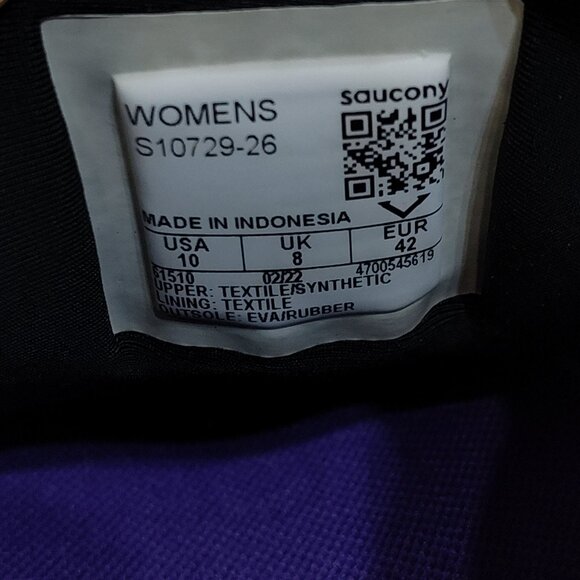 saucony
WOMENS
S10729-26
MADE IN INDONESIA
USA UK EUR
10 8 42
61510 02/22 4700545619
UPPER: TEXTILE/SYNTHETIC
LINING: TEXTILE
OUTSOLE: EVA/RUBBER